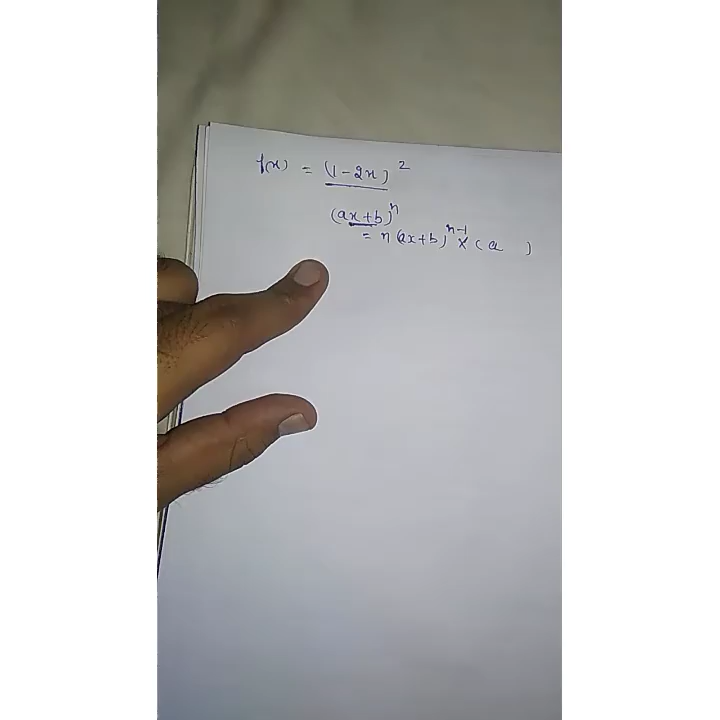 f(x) = (1-2x)²
(ax+b)ⁿ
= n(ax+b)ⁿ⁻¹ × (a )